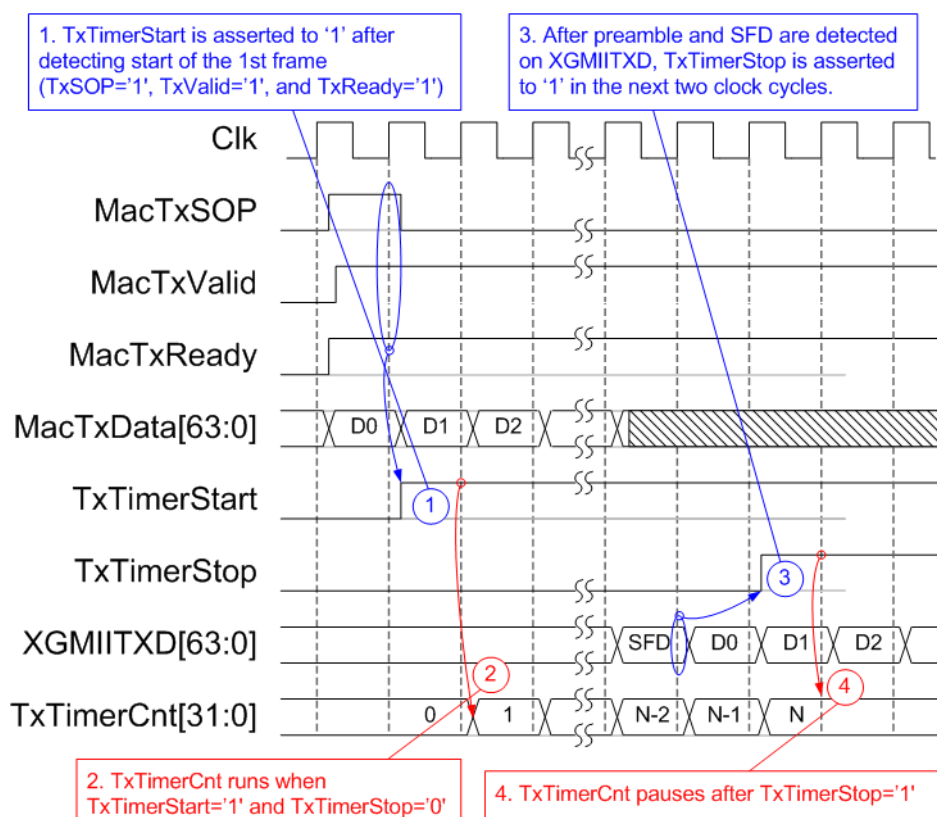 1. TxTimerStart is asserted to ‘1’ after
detecting start of the 1st frame
(TxSOP=’1’, TxValid=’1’, and TxReady=’1’)
3. After preamble and SFD are detected
on XGMIITXD, TxTimerStop is asserted
to ‘1’ in the next two clock cycles.
Clk
MacTxSOP
MacTxValid
MacTxReady
MacTxData[63:0] D0 D1 D2
TxTimerStart 1
TxTimerStop 3
XGMIITXD[63:0] SFD D0 D1 D2
2 4
TxTimerCnt[31:0] 0 1 N-2 N-1 N
2. TxTimerCnt runs when
TxTimerStart='1' and TxTimerStop='0'
4. TxTimerCnt pauses after TxTimerStop='1'